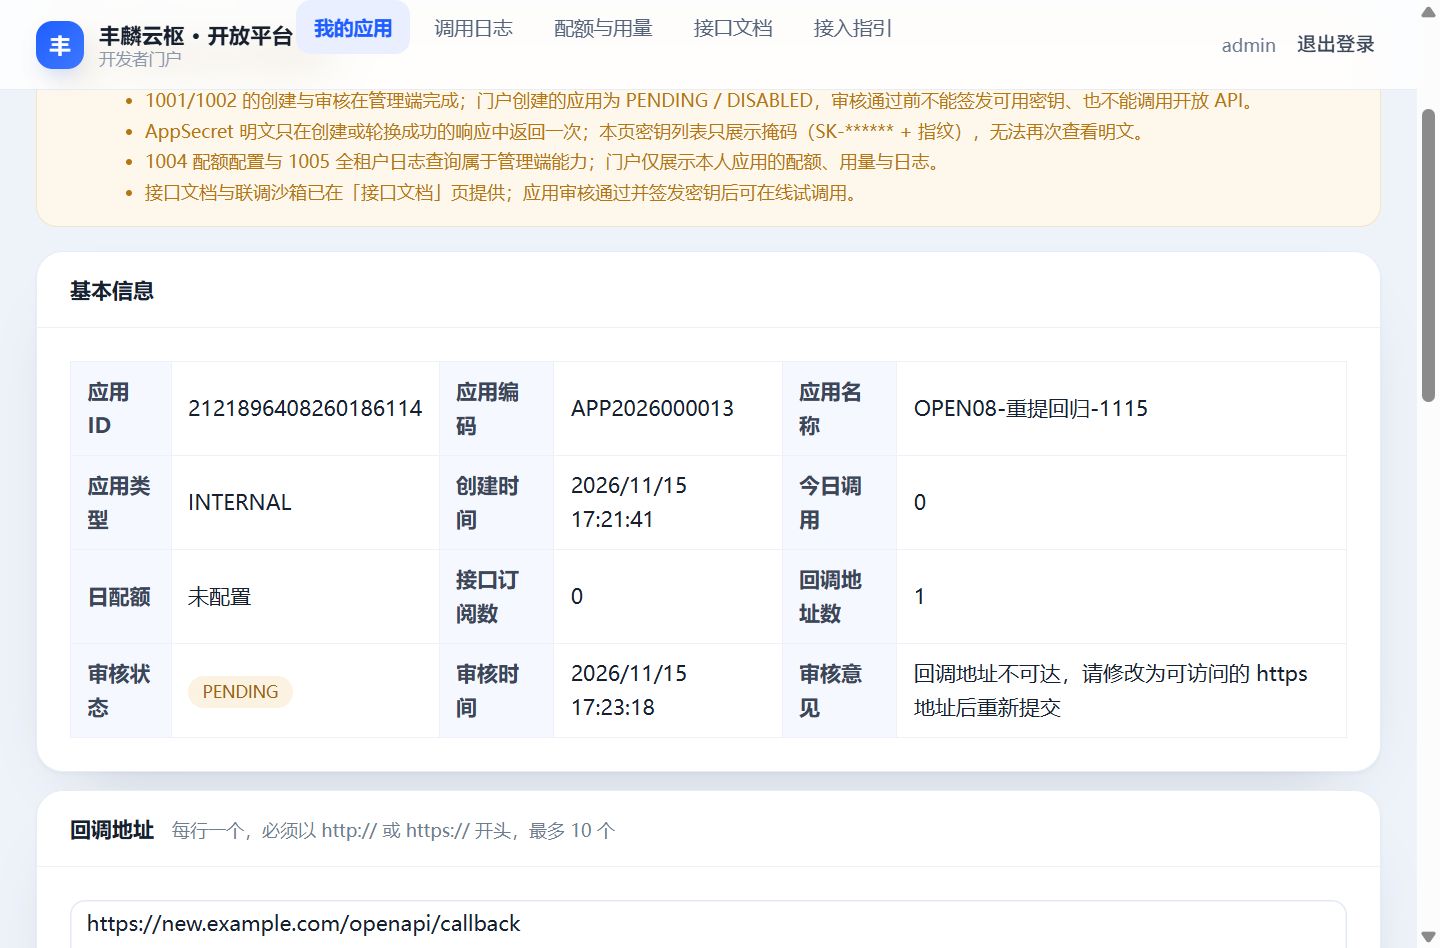 丰
丰麟云枢·开放平台
开发者门户
我的应用
调用日志
配额与用量
接口文档
接入指引
admin
退出登录
1001/1002 的创建与审核在管理端完成；门户创建的应用为 PENDING / DISABLED，审核通过前不能签发可用密钥、也不能调用开放 API。
AppSecret 明文只在创建或轮换成功的响应中返回一次；本页密钥列表只展示掩码（SK-****** + 指纹），无法再次查看明文。
1004 配额配置与 1005 全租户日志查询属于管理端能力；门户仅展示本人应用的配额、用量与日志。
接口文档与联调沙箱已在「接口文档」页提供；应用审核通过并签发密钥后可在线试调用。
基本信息
应用
ID
2121896408260186114
应用编
码
APP2026000013
应用名
称
OPEN08-重提回归-1115
应用类
型
INTERNAL
创建时
间
2026/11/15
17:21:41
今日调
用
0
日配额
未配置
接口订
阅数
0
回调地
址数
1
审核状
态
PENDING
审核时
间
2026/11/15
17:23:18
审核意
见
回调地址不可达，请修改为可访问的 https
地址后重新提交
回调地址
每行一个，必须以 http:// 或 https:// 开头，最多 10 个
https://new.example.com/openapi/callback